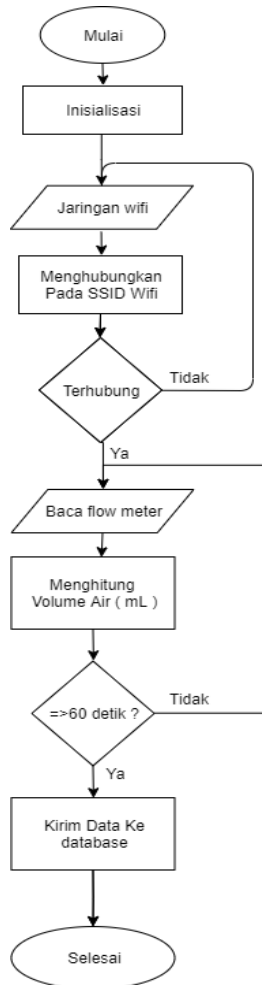 Mulai
Inisialisasi
Jaringan wifi
Menghubungkan
Pada SSID Wifi
Terhubung
Tidak
Ya
Baca flow meter
Menghitung
Volume Air ( mL )
=>60 detik ?
Tidak
Ya
Kirim Data Ke
database
Selesai